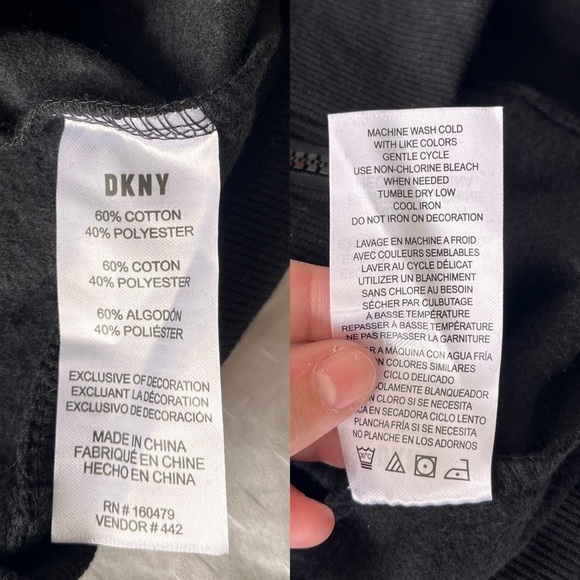 DKNY
60% COTTON
40% POLYESTER
60% COTON
40% POLYESTER
60% ALGODÓN
40% POLIÉSTER
EXCLUSIVE OF DECORATION
EXCLUANT LA DÉCORATION
EXCLUSIVO DE DECORACIÓN
MADE IN CHINA
FABRIQUÉ EN CHINE
HECHO EN CHINA
RN# 160479
VENDOR # 442
MACHINE WASH COLD
WITH LIKE COLORS
GENTLE CYCLE
USE NON-CHLORINE BLEACH
WHEN NEEDED
TUMBLE DRY LOW
COOL IRON
DO NOT IRON ON DECORATION
LAVAGE EN MACHINE A FROID
AVEC COULEURS SEMBLABLES
LAVER AU CYCLE DÉLICAT
UTILIZER UN BLANCHIMENT
SANS CHLORE AU BESOIN
SÉCHER PAR CULBUTAGE
À BASSE TEMPÉRATURE
REPASSER À BASSE TEMPÉRATURE
NE PAS REPASSER LA GARNITURE
A MÁQUINA CON AGUA FRÍA
COLORES SIMILARES
CICLO DELICADO
BLANQUEADOR
CLORO SI SE NECESITA
EN SECADORA CICLO LENTO
FRÍA SI SE NECESITA
NO PLANCHE EN LOS ADORNOS
30°C